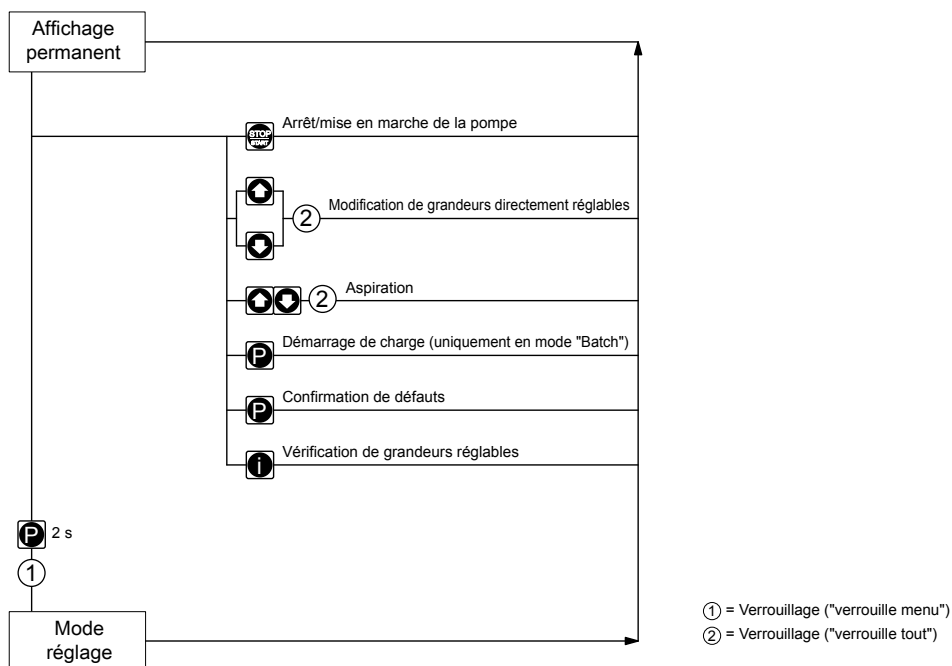 Affichage
permanent
STOP
START
Arrêt/mise en marche de la pompe
Modification de grandeurs directement réglables
2
2
Aspiration
P
Démarrage de charge (uniquement en mode "Batch")
P
Confirmation de défauts
i
Vérification de grandeurs réglables
P 2 s
1
Mode
réglage
1 = Verrouillage ("verrouille menu")
2 = Verrouillage ("verrouille tout")